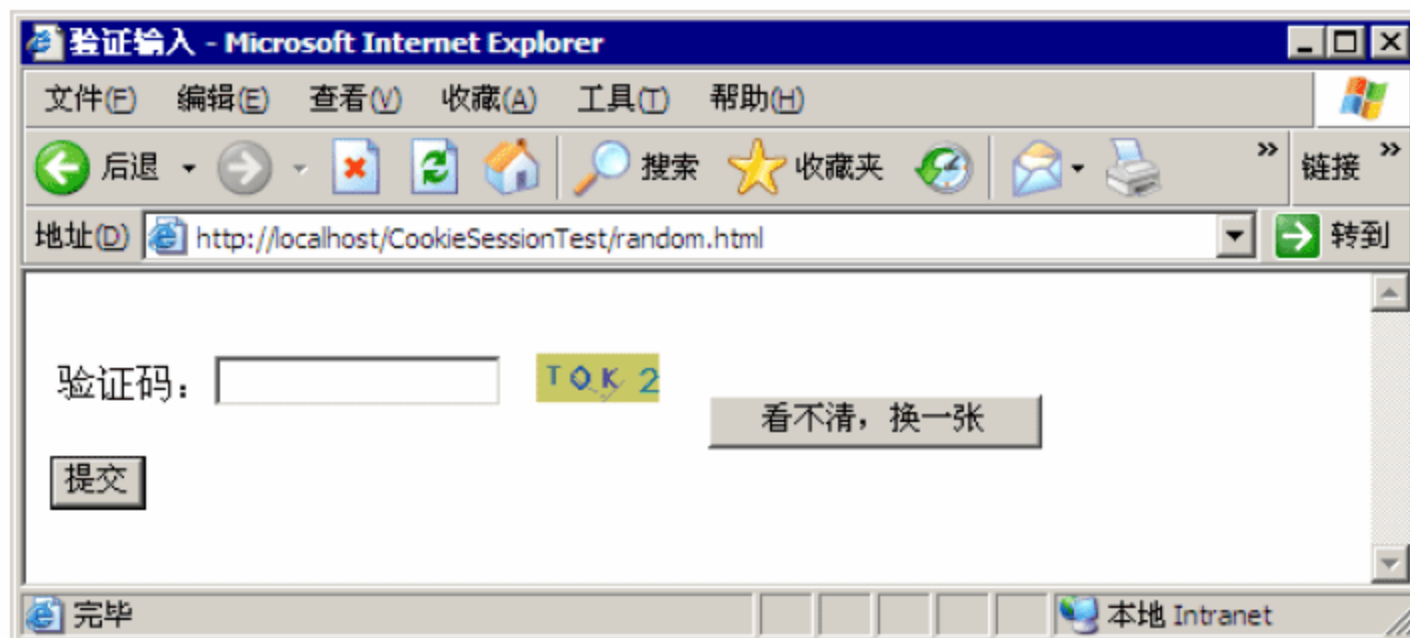 验证输入 - Microsoft Internet Explorer
文件(F) 编辑(E) 查看(V) 收藏(A) 工具(T) 帮助(H)
后退 搜索 收藏夹 » 链接 »
地址(D) http://localhost/CookieSessionTest/random.html 转到
验证码： TOK2
看不清，换一张
提交
完毕 本地 Intranet